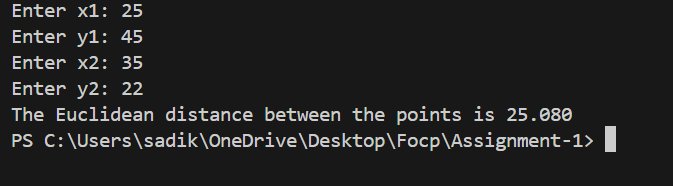 Enter x1: 25
Enter y1: 45
Enter x2: 35
Enter y2: 22
The Euclidean distance between the points is 25.080
PS C:\Users\sadik\OneDrive\Desktop\Focp\Assignment-1>